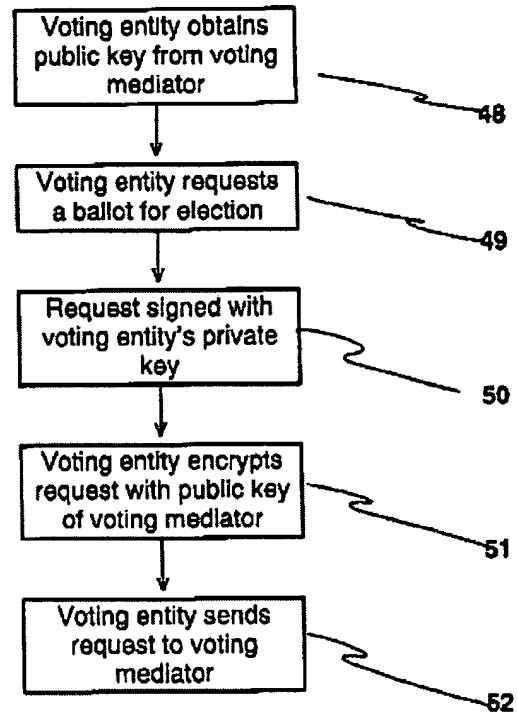 Voting entity obtains
public key from voting
mediator
48
Voting entity requests
a ballot for election
49
Request signed with
voting entity's private
key
50
Voting entity encrypts
request with public key
of voting mediator
51
Voting entity sends
request to voting
mediator
52